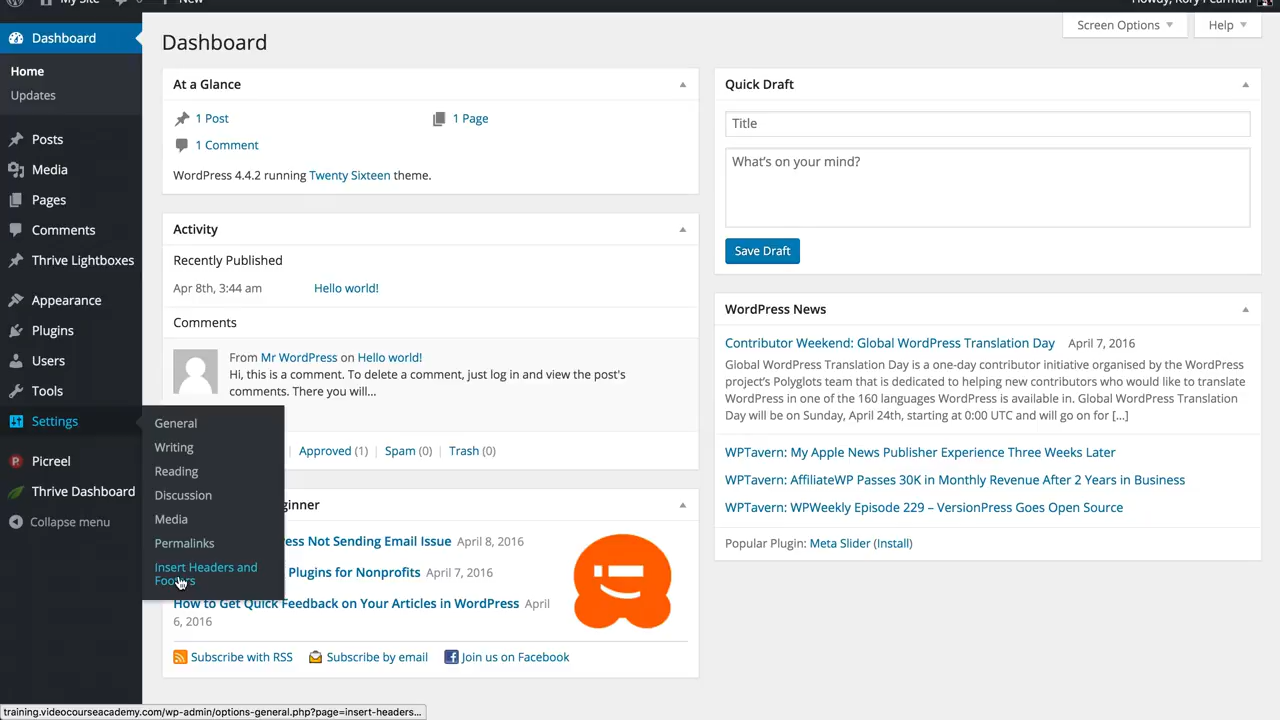 My Site
New
Howdy, Kory Pearman
Dashboard
Home
Updates
Posts
Media
Pages
Comments
Thrive Lightboxes
Appearance
Plugins
Users
Tools
Settings
Picreel
Thrive Dashboard
Collapse menu
General
Writing
Reading
Discussion
Media
Permalinks
Insert Headers and
Footers
Dashboard
Screen Options
Help
At a Glance
1 Post
1 Page
1 Comment
WordPress 4.4.2 running Twenty Sixteen theme.
Activity
Recently Published
Apr 8th, 3:44 am Hello world!
Comments
From Mr WordPress on Hello world!
Hi, this is a comment. To delete a comment, just log in and view the post's
comments. There you will...
| Approved (1) | Spam (0) | Trash (0)
ginner
ess Not Sending Email Issue April 8, 2016
Plugins for Nonprofits April 7, 2016
How to Get Quick Feedback on Your Articles in WordPress April
6, 2016
Subscribe with RSS
Subscribe by email
Join us on Facebook
Quick Draft
Title
What's on your mind?
Save Draft
WordPress News
Contributor Weekend: Global WordPress Translation Day April 7, 2016
Global WordPress Translation Day is a one-day contributor initiative organised by the WordPress
project's Polyglots team that is dedicated to helping new contributors who would like to translate
WordPress in one of the 160 languages WordPress is available in. Global WordPress Translation
Day will be on Sunday, April 24th, starting at 0:00 UTC and will go on for [...]
WPTavern: My Apple News Publisher Experience Three Weeks Later
WPTavern: AffiliateWP Passes 30K in Monthly Revenue After 2 Years in Business
WPTavern: WPWeekly Episode 229 – VersionPress Goes Open Source
Popular Plugin: Meta Slider (Install)
training.videocourseacademy.com/wp-admin/options-general.php?page=insert-headers...